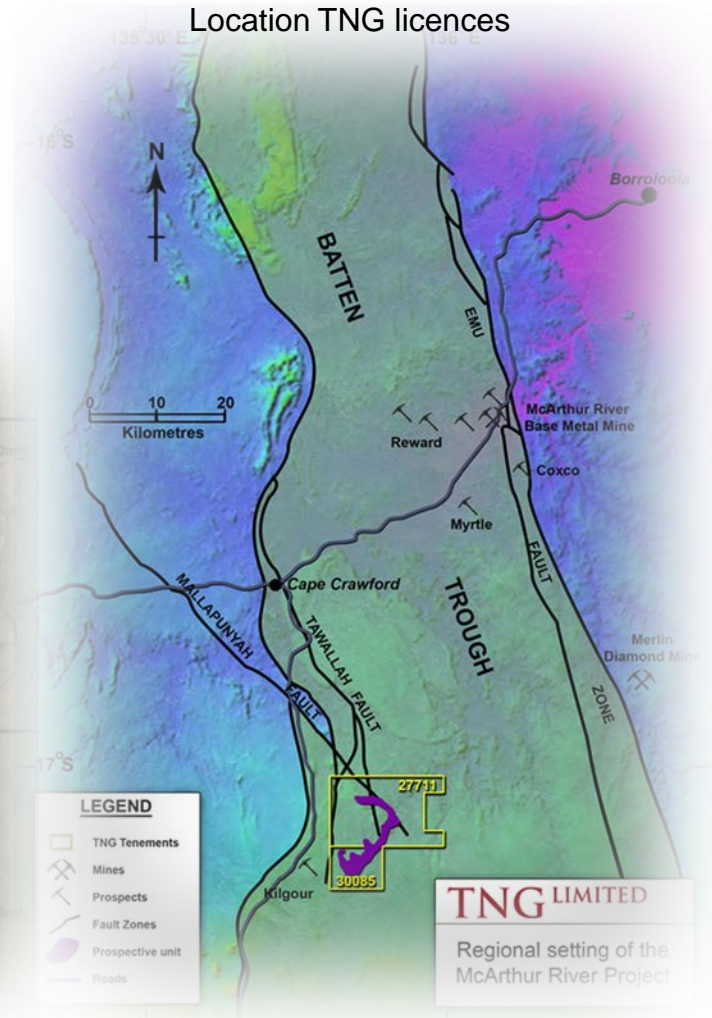 Location TNG licences
135°30' E
136°E
16°S
N
Borroloola
BATTEN
EMU
0 10 20
Kilometres
McArthur River
Base Metal Mine
Reward
Coxco
Myrtle
FAULT
MALLAPUNYAH
Cape Crawford
TROUGH
TAWALLAH FAULT
Merlin
Diamond Mine
FAULT
ZONE
17°S
27711
30085
Kilgour
LEGEND
TNG Tenements
Mines
Prospects
Fault Zones
Prospective unit
Roads
TNG LIMITED
Regional setting of the
McArthur River Project